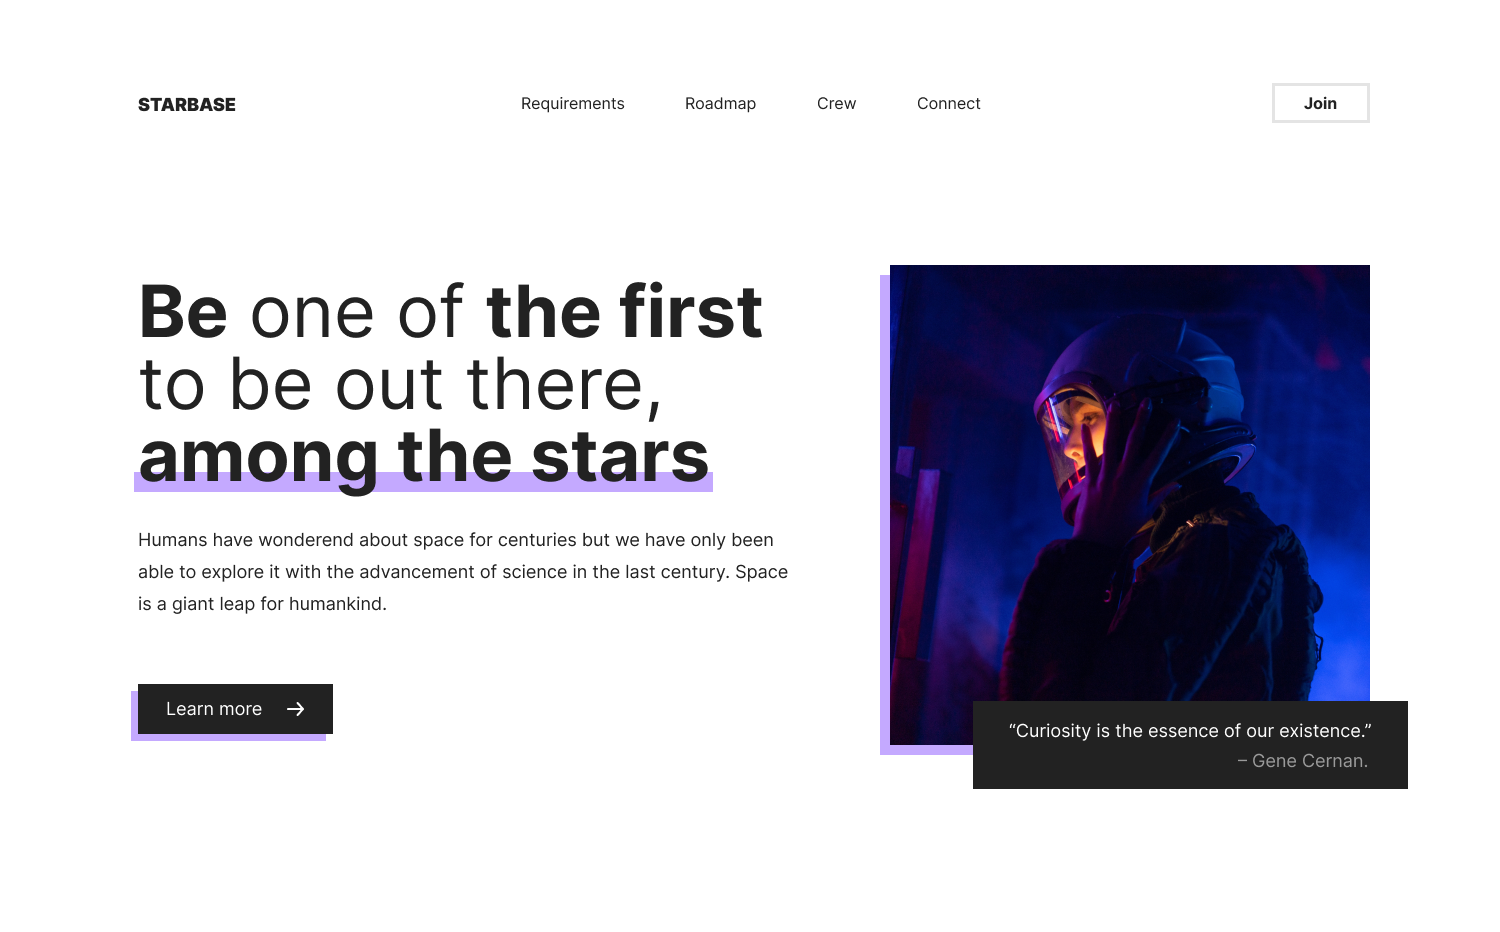 STARBASE
Requirements
Roadmap
Crew
Connect
Join
Be one of the first
to be out there,
among the stars
Humans have wonderend about space for centuries but we have only been
able to explore it with the advancement of science in the last century. Space
is a giant leap for humankind.
Learn more
“Curiosity is the essence of our existence.”
– Gene Cernan.